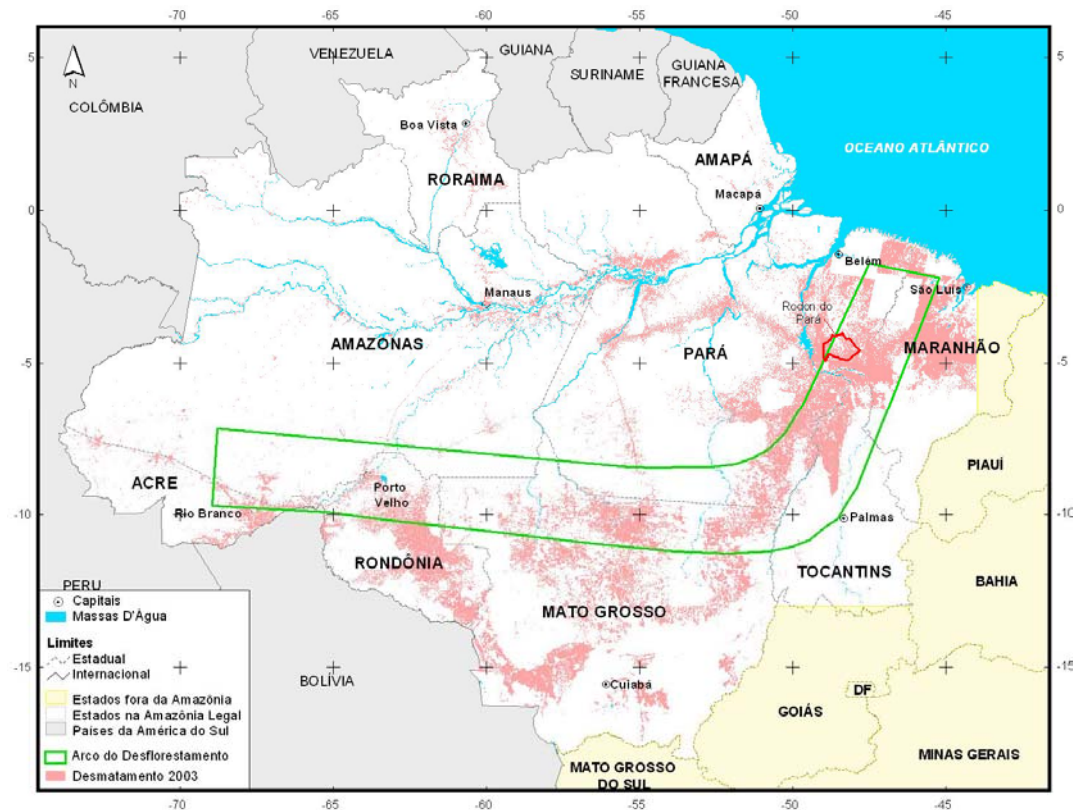 -70 -65 -60 -55 -50 -45
5
5
VENEZUELA
GUIANA
SURINAME
GUIANA
FRANCESA
N
COLÔMBIA
Boa Vista
RORAIMA
AMAPÁ
Macapá
OCEANO ATLÂNTICO
0
0
Belém
São Luís
Manaus
Rodon do
Pará
AMAZONAS
PARÁ
MARANHÃO
-5
-5
PIAUÍ
ACRE
Porto
Velho
Rio Branco
-10
-10
Palmas
RONDÔNIA
TOCANTINS
BAHIA
PERU
MATO GROSSO
Capitais
Massas D'Água
Límites
Estadual
Internacional
Estados fora da Amazônia
Estados na Amazônia Legal
Países da América do Sul
Arco do Desflorestamento
Desmatamento 2003
-15
-15
BOLÍVIA
Cuiabá
DF
GOIÁS
MINAS GERAIS
MATO GROSSO
DO SUL
-70 -65 -60 -55 -50 -45